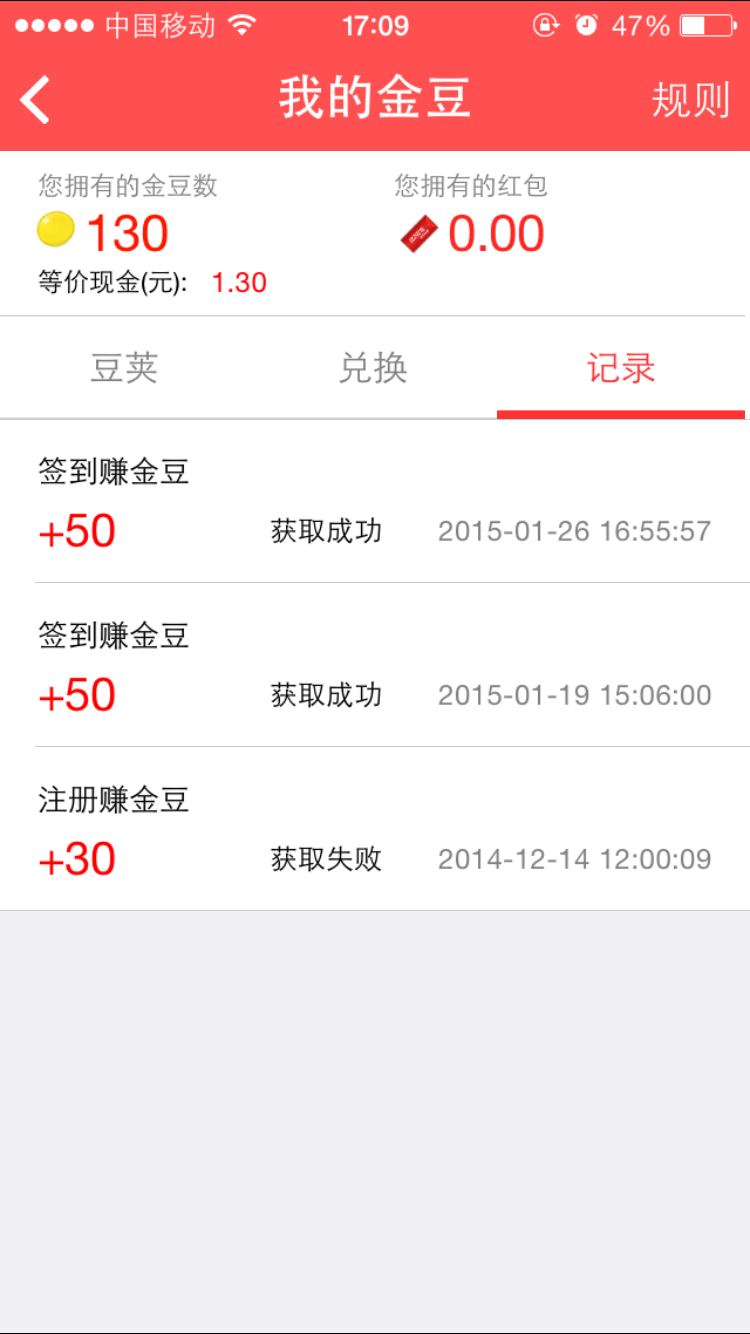 中国移动 17:09 47%
我的金豆 规则
您拥有的金豆数 您拥有的红包
130 0.00
等价现金(元): 1.30
豆荚 兑换 记录
签到赚金豆
+50 获取成功 2015-01-26 16:55:57
签到赚金豆
+50 获取成功 2015-01-19 15:06:00
注册赚金豆
+30 获取失败 2014-12-14 12:00:09